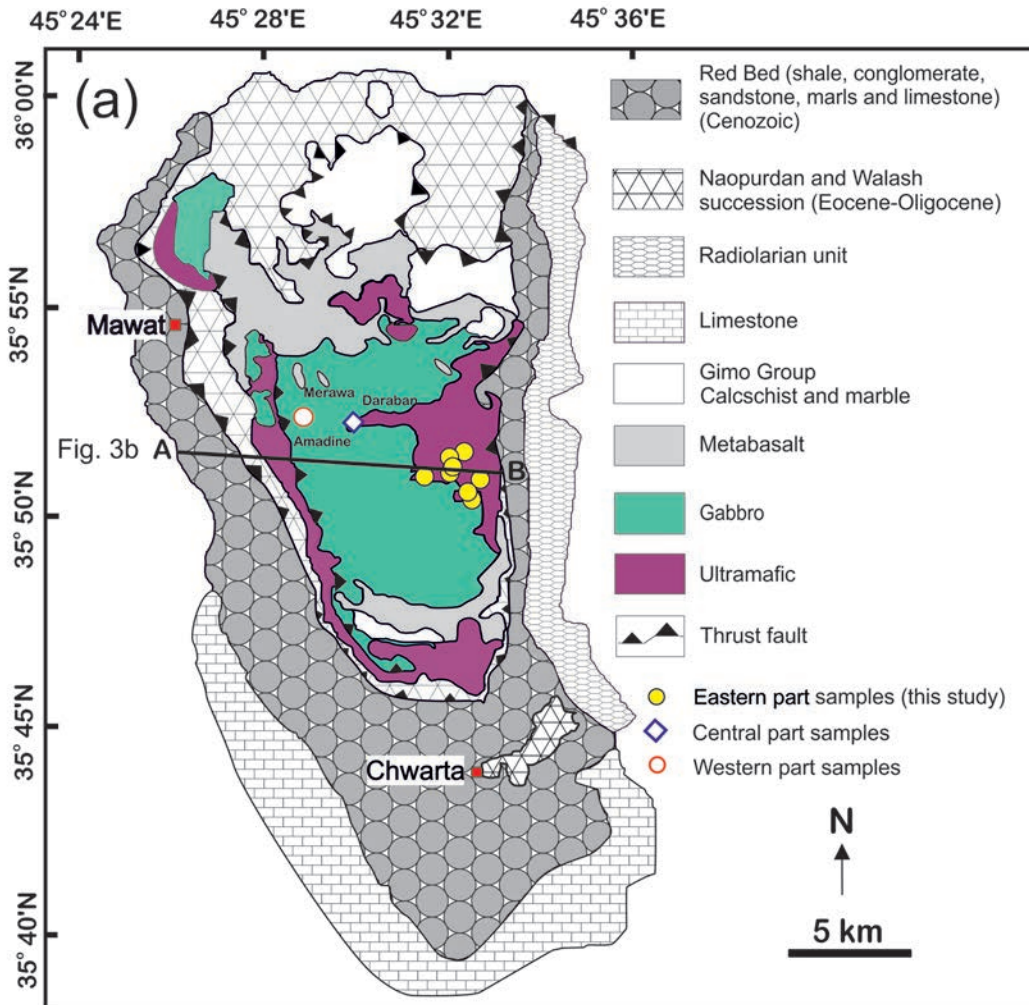 45° 24'E 45° 28'E 45° 32'E 45° 36'E
(a)
36° 00'N
35° 55'N
35° 50'N
35° 45'N
35° 40'N
Mawat
Merawa
Daraban
Amadine
Fig. 3b
A
B
Chwarta
Red Bed (shale, conglomerate,
sandstone, marls and limestone)
(Cenozoic)
Naopurdan and Walash
succession (Eocene-Oligocene)
Radiolarian unit
Limestone
Gimo Group
Calcschist and marble
Metabasalt
Gabbro
Ultramafic
Thrust fault
Eastern part samples (this study)
Central part samples
Western part samples
N
5 km